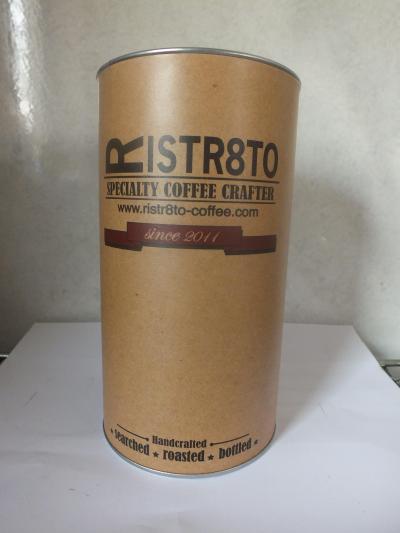 RISTR8TO
SPECIALTY COFFEE CRAFTER
www.ristr8to-coffee.com
since 2011
Handcrafted
searched ★ roasted ★ bottled